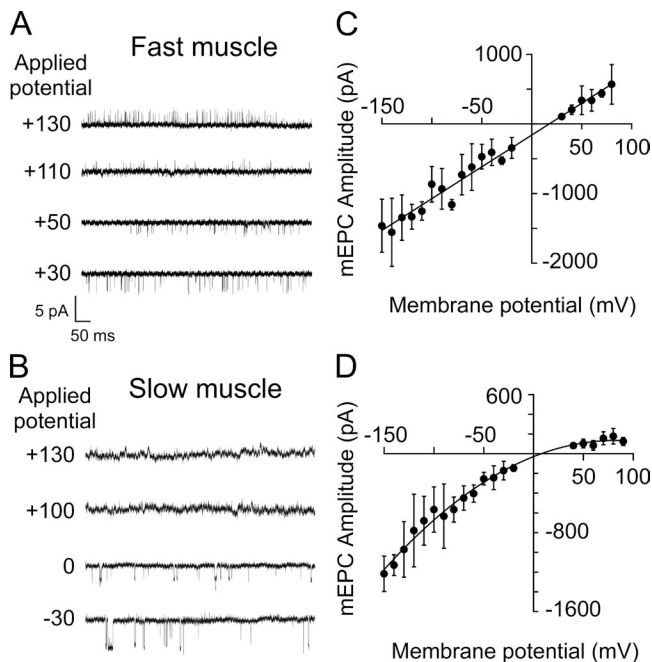 A
Fast muscle
Applied
potential
+130
+110
+50
+30
5 pA
50 ms
B
Slow muscle
Applied
potential
+130
+100
0
-30
C
mEPC Amplitude (pA)
1000
-150
-50
50
100
-1000
-2000
Membrane potential (mV)
D
mEPC Amplitude (pA)
600
-150
-50
50
100
-800
-1600
Membrane potential (mV)